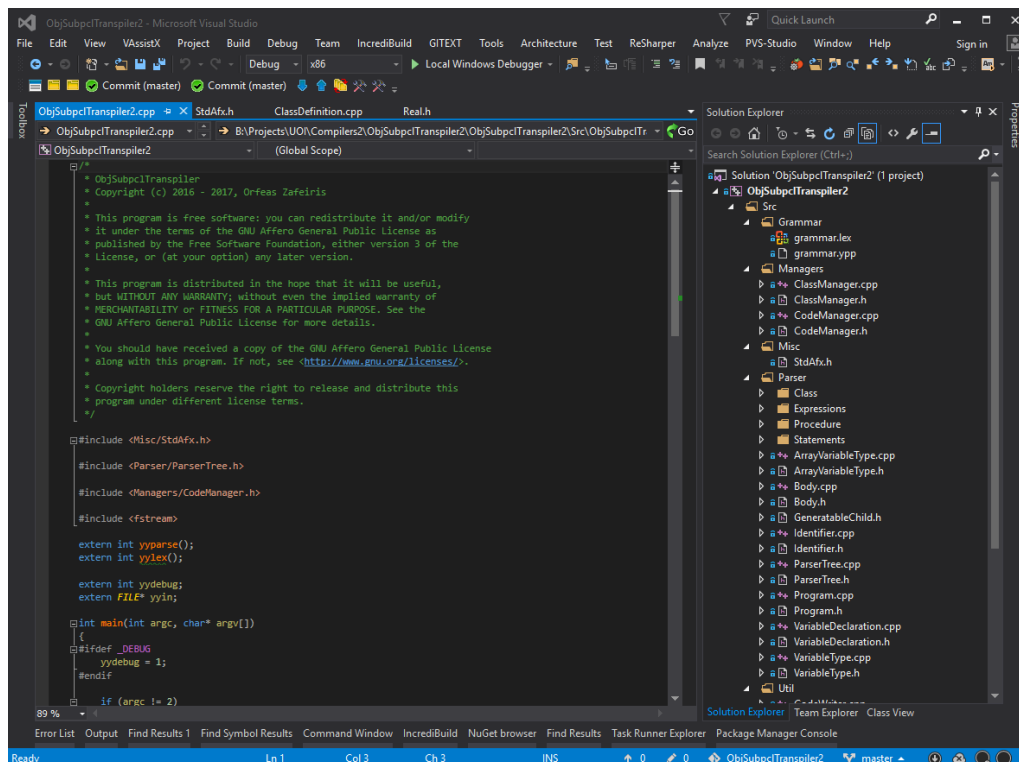 ObjSubpclTranspiler2 - Microsoft Visual Studio
Quick Launch
File Edit View VAssistX Project Build Debug Team IncrediBuild GITEXT Tools Architecture Test ReSharper Analyze PVS-Studio Window Help Sign in
Debug x86 Local Windows Debugger
Commit (master) Commit (master)
Toolbox
ObjSubpclTranspiler2.cpp StdAfx.h ClassDefinition.cpp Real.h
ObjSubpclTranspiler2.cpp B:\Projects\UOI\Compilers2\ObjSubpclTranspiler2\ObjSubpclTranspiler2\Src\ObjSubpclTr Go
ObjSubpclTranspiler2 (Global Scope)
/*
* ObjSubpclTranspiler
* Copyright (c) 2016 - 2017, Orfeas Zafeiris
*
* This program is free software: you can redistribute it and/or modify
* it under the terms of the GNU Affero General Public License as
* published by the Free Software Foundation, either version 3 of the
* License, or (at your option) any later version.
*
* This program is distributed in the hope that it will be useful,
* but WITHOUT ANY WARRANTY; without even the implied warranty of
* MERCHANTABILITY or FITNESS FOR A PARTICULAR PURPOSE. See the
* GNU Affero General Public License for more details.
*
* You should have received a copy of the GNU Affero General Public License
* along with this program. If not, see <http://www.gnu.org/licenses/>.
*
* Copyright holders reserve the right to release and distribute this
* program under different license terms.
*/
#include <Misc/StdAfx.h>
#include <Parser/ParserTree.h>
#include <Managers/CodeManager.h>
#include <fstream>
extern int yyparse();
extern int yylex();
extern int yydebug;
extern FILE* yyin;
int main(int argc, char* argv[])
{
#ifdef _DEBUG
yydebug = 1;
#endif
if (argc != 2)
89 %
Solution Explorer
Properties
Search Solution Explorer (Ctrl+;)
Solution 'ObjSubpclTranspiler2' (1 project)
ObjSubpclTranspiler2
Src
Grammar
grammar.lex
grammar.ypp
Managers
ClassManager.cpp
ClassManager.h
CodeManager.cpp
CodeManager.h
Misc
StdAfx.h
Parser
Class
Expressions
Procedure
Statements
ArrayVariableType.cpp
ArrayVariableType.h
Body.cpp
Body.h
GeneratableChild.h
Identifier.cpp
Identifier.h
ParserTree.cpp
ParserTree.h
Program.cpp
Program.h
VariableDeclaration.cpp
VariableDeclaration.h
VariableType.cpp
VariableType.h
Util
CodeWriter.cpp
Solution Explorer Team Explorer Class View
Error List Output Find Results 1 Find Symbol Results Command Window IncrediBuild NuGet browser Find Results Task Runner Explorer Package Manager Console
Ready Ln 1 Col 3 Ch 3 INS 0 0 ObjSubpclTranspiler2 master